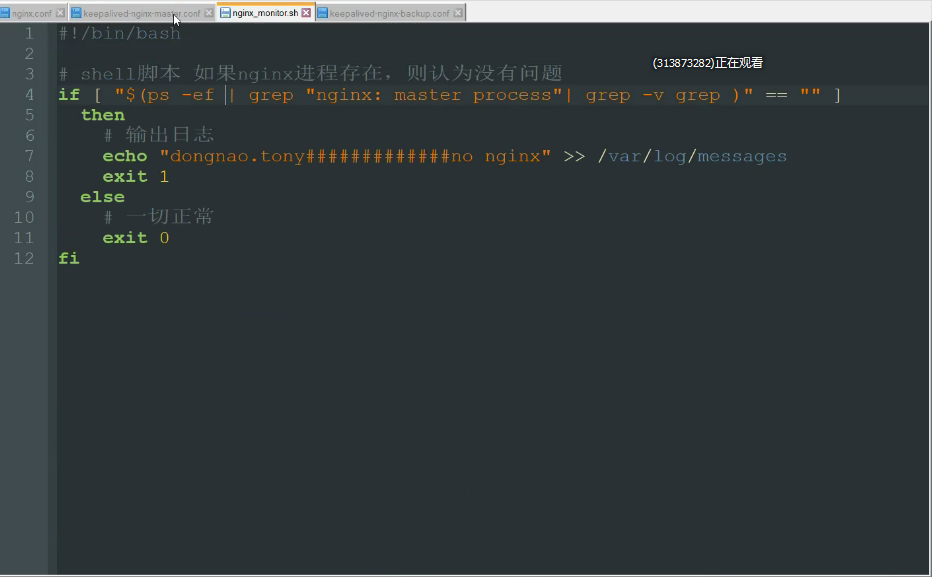 nginx.conf keepalived-nginx-master.conf nginx_monitor.sh keepalived-nginx-backup.conf
(313873282)正在观看
1 #!/bin/bash
2
3 # shell脚本 如果nginx进程存在，则认为没有问题
4 if [ "$(ps -ef | grep "nginx: master process"| grep -v grep )" == "" ]
5 then
6 # 输出日志
7 echo "dongnao.tony#############no nginx" >> /var/log/messages
8 exit 1
9 else
10 # 一切正常
11 exit 0
12 fi